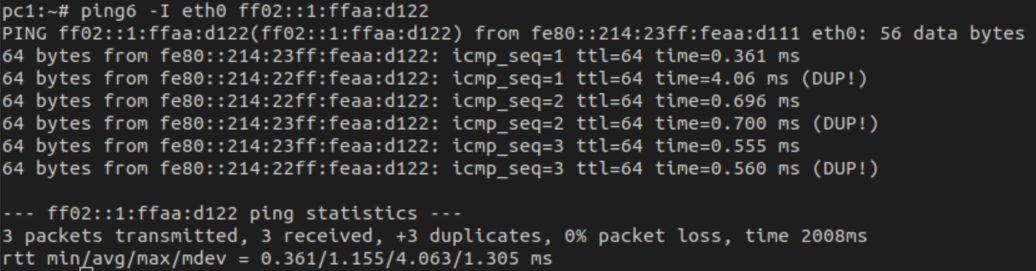 pc1:~# ping6 -I eth0 ff02::1:ffaa:d122
PING ff02::1:ffaa:d122(ff02::1:ffaa:d122) from fe80::214:23ff:feaa:d111 eth0: 56 data bytes
64 bytes from fe80::214:23ff:feaa:d122: icmp_seq=1 ttl=64 time=0.361 ms
64 bytes from fe80::214:22ff:feaa:d122: icmp_seq=1 ttl=64 time=4.06 ms (DUP!)
64 bytes from fe80::214:22ff:feaa:d122: icmp_seq=2 ttl=64 time=0.696 ms
64 bytes from fe80::214:23ff:feaa:d122: icmp_seq=2 ttl=64 time=0.700 ms (DUP!)
64 bytes from fe80::214:23ff:feaa:d122: icmp_seq=3 ttl=64 time=0.555 ms
64 bytes from fe80::214:22ff:feaa:d122: icmp_seq=3 ttl=64 time=0.560 ms (DUP!)
--- ff02::1:ffaa:d122 ping statistics ---
3 packets transmitted, 3 received, +3 duplicates, 0% packet loss, time 2008ms
rtt min/avg/max/mdev = 0.361/1.155/4.063/1.305 ms